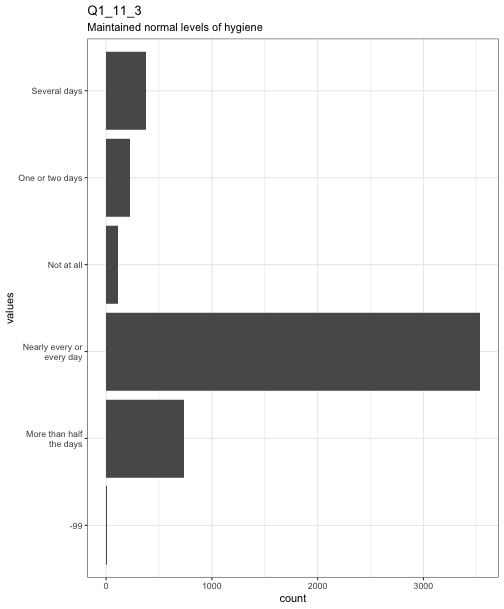 Q1_11_3
Maintained normal levels of hygiene
Several days
One or two days
Not at all
values
Nearly every or
every day
More than half
the days
-99
0 1000 2000 3000
count